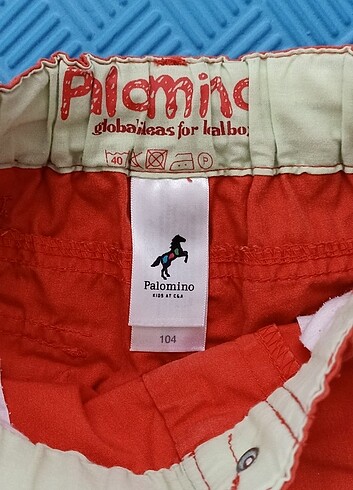 Palomino
global ideas for kalbo
40 P
Palomino
KIDS AT C&A
104